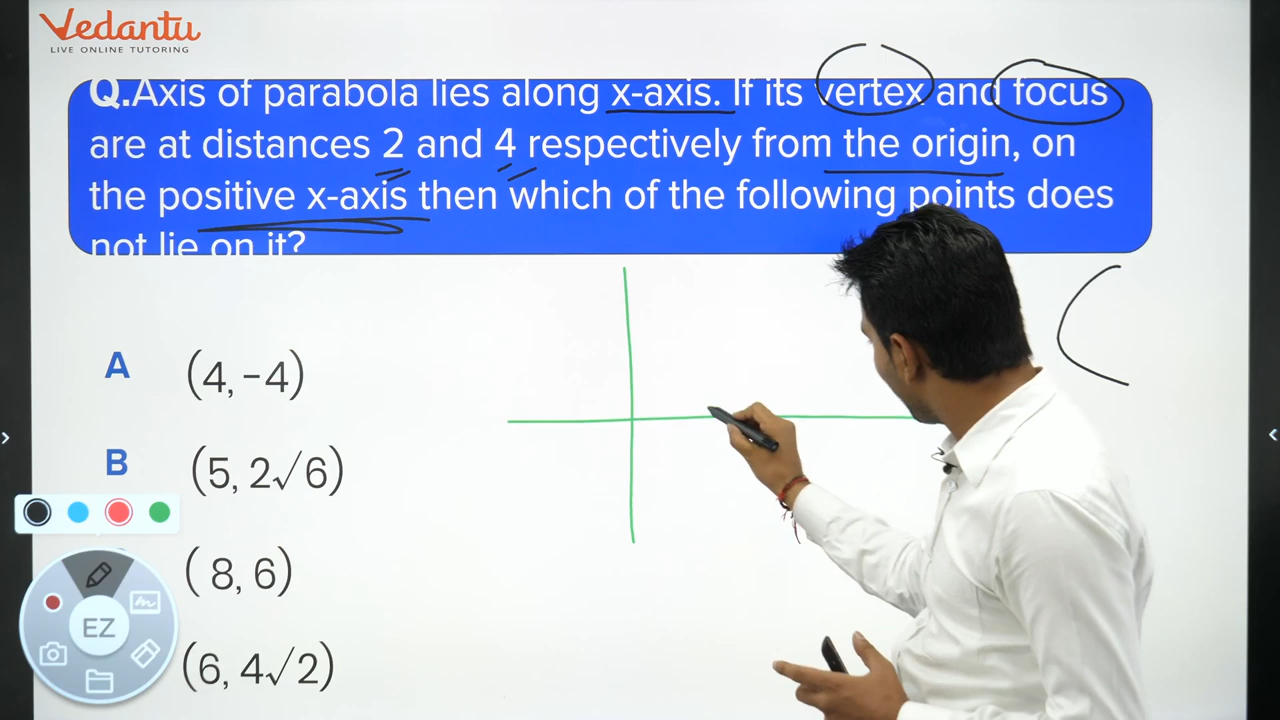 Vedantu
LIVE ONLINE TUTORING
Q.Axis of parabola lies along x-axis. If its vertex and focus
are at distances 2 and 4 respectively from the origin, on
the positive x-axis then which of the following points does
not lie on it?
A (4, -4)
B (5, 2√6)
( 8, 6)
(6, 4√2)
EZ